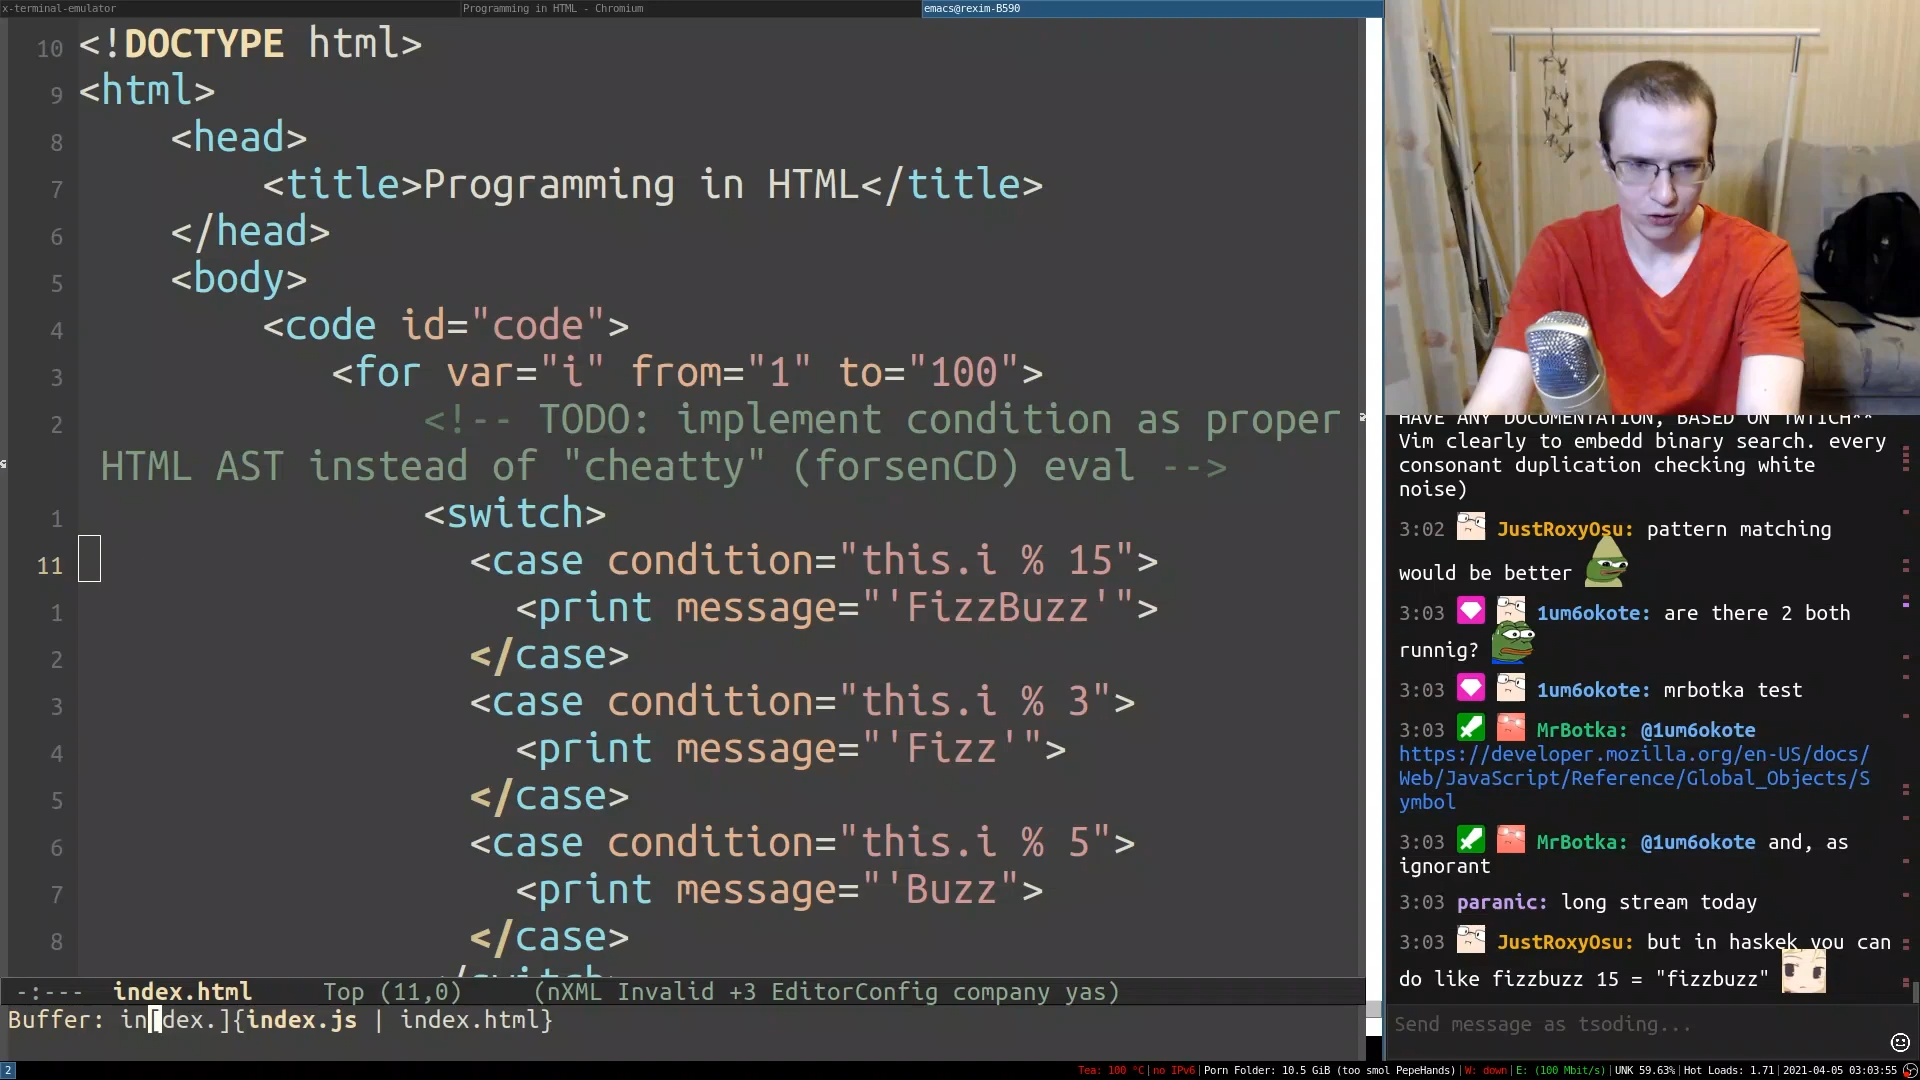 x-terminal-emulator
Programming in HTML - Chromium
emacs@rexim-B590
10 <!DOCTYPE html>
9 <html>
8 <head>
7 <title>Programming in HTML</title>
6 </head>
5 <body>
4 <code id="code">
3 <for var="i" from="1" to="100">
2 <!-- TODO: implement condition as proper
HTML AST instead of "cheatty" (forsenCD) eval -->
1 <switch>
11 <case condition="this.i % 15">
1 <print message="'FizzBuzz'">
2 </case>
3 <case condition="this.i % 3">
4 <print message="'Fizz'">
5 </case>
6 <case condition="this.i % 5">
7 <print message="'Buzz">
8 </case>
</switch>
-:--- index.html Top (11,0) (nXML Invalid +3 EditorConfig company yas)
Buffer: in[dex.]{index.js | index.html}
HAVE ANY DOCUMENTATION, BASED ON TWITCH**
Vim clearly to embedd binary search. every
consonant duplication checking white
noise)
3:02 JustRoxyOsu: pattern matching
would be better
3:03 1um6okote: are there 2 both
runnig?
3:03 1um6okote: mrbotka test
3:03 MrBotka: @1um6okote
https://developer.mozilla.org/en-US/docs/
Web/JavaScript/Reference/Global_Objects/S
ymbol
3:03 MrBotka: @1um6okote and, as
ignorant
3:03 paranic: long stream today
3:03 JustRoxyOsu: but in haskek you can
do like fizzbuzz 15 = "fizzbuzz"
Send message as tsoding...
2
Tea: 100 °C | no IPv6 | Porn Folder: 10.5 GiB (too smol PepeHands) | W: down | E: (100 Mbit/s) | UNK 59.63% | Hot Loads: 1.71 | 2021-04-05 03:03:55